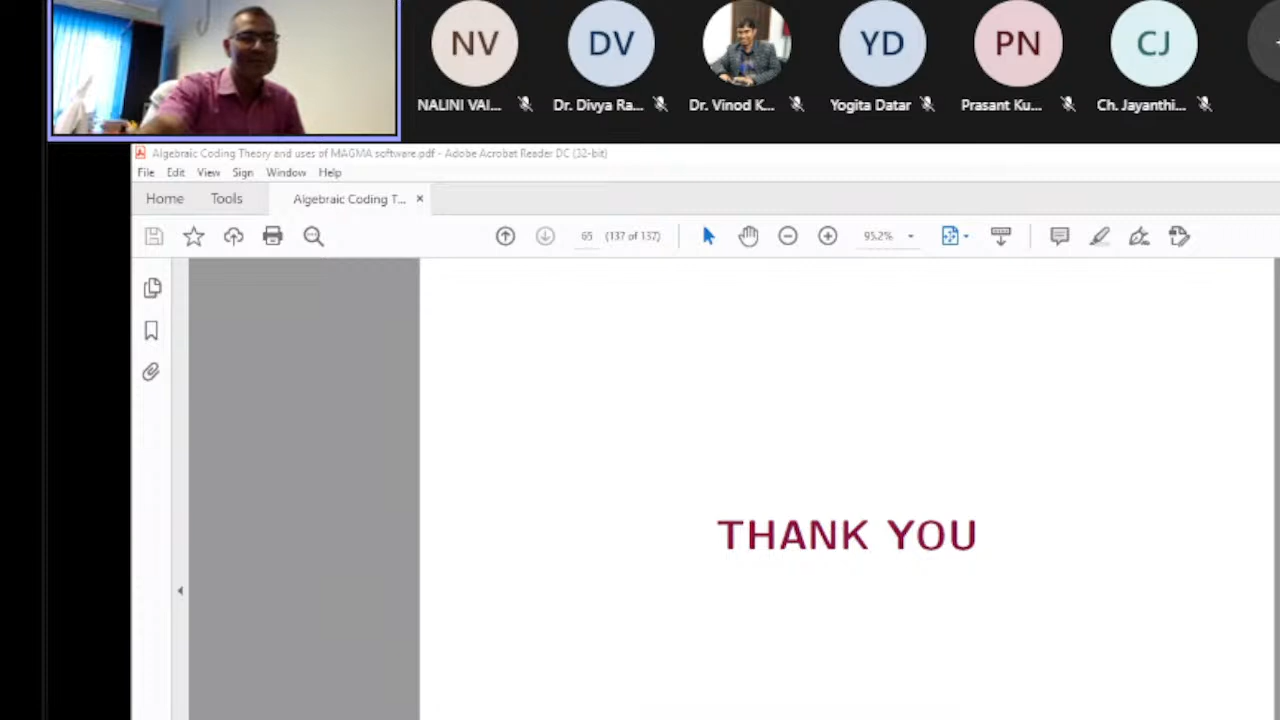 NV DV YD PN CJ
NALINI VAI... Dr. Divya Ra... Dr. Vinod K... Yogita Datar Prasant Ku... Ch. Jayanthi...
Algebraic Coding Theory and uses of MAGMA software.pdf - Adobe Acrobat Reader DC (32-bit)
File Edit View Sign Window Help
Home Tools Algebraic Coding T... ×
65 (137 of 137) 95.2%
THANK YOU